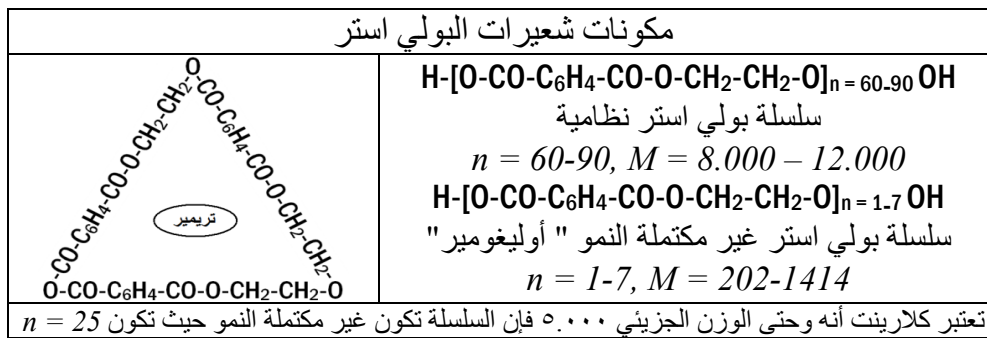 مكونات شعيرات البولي استر
H-[O-CO-C6H4-CO-O-CH2-CH2-O]n = 60-90 OH
سلسلة بولي استر نظامية
n = 60-90, M = 8.000 – 12.000
H-[O-CO-C6H4-CO-O-CH2-CH2-O]n = 1-7 OH
سلسلة بولي استر غير مكتملة النمو " أوليغومير"
n = 1-7, M = 202-1414
O-CO-C6H4-CO-O-CH2-CH2-O
CO-C6H4-CO-O-CH2-CH2-
CO-C6H4-CO-O-CH2-CH2-O
تريمير
تعتبر كلارينت أنه وحتى الوزن الجزيئي ٥.٠٠٠ فإن السلسلة تكون غير مكتملة النمو حيث تكون n = 25